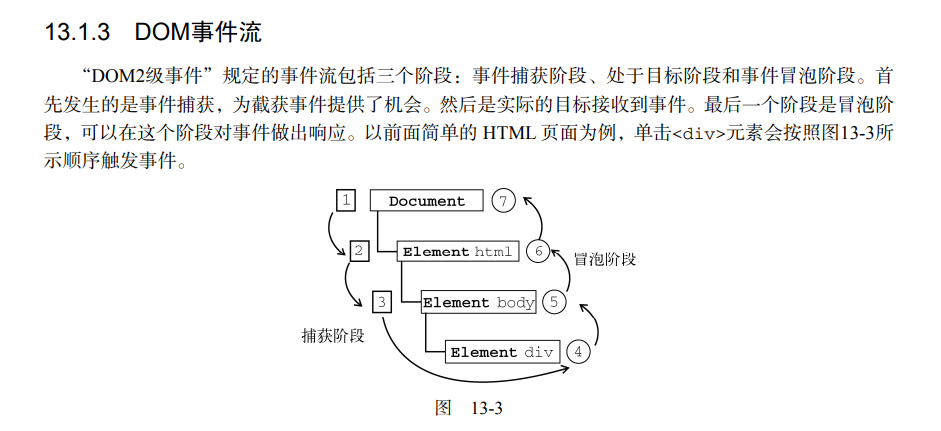 13.1.3 DOM事件流
“DOM2级事件”规定的事件流包括三个阶段：事件捕获阶段、处于目标阶段和事件冒泡阶段。首
先发生的是事件捕获，为截获事件提供了机会。然后是实际的目标接收到事件。最后一个阶段是冒泡阶
段，可以在这个阶段对事件做出响应。以前面简单的 HTML 页面为例，单击<div>元素会按照图13-3所
示顺序触发事件。
1 Document 7
2 Element html 6
冒泡阶段
3 Element body 5
捕获阶段
Element div 4
图 13-3